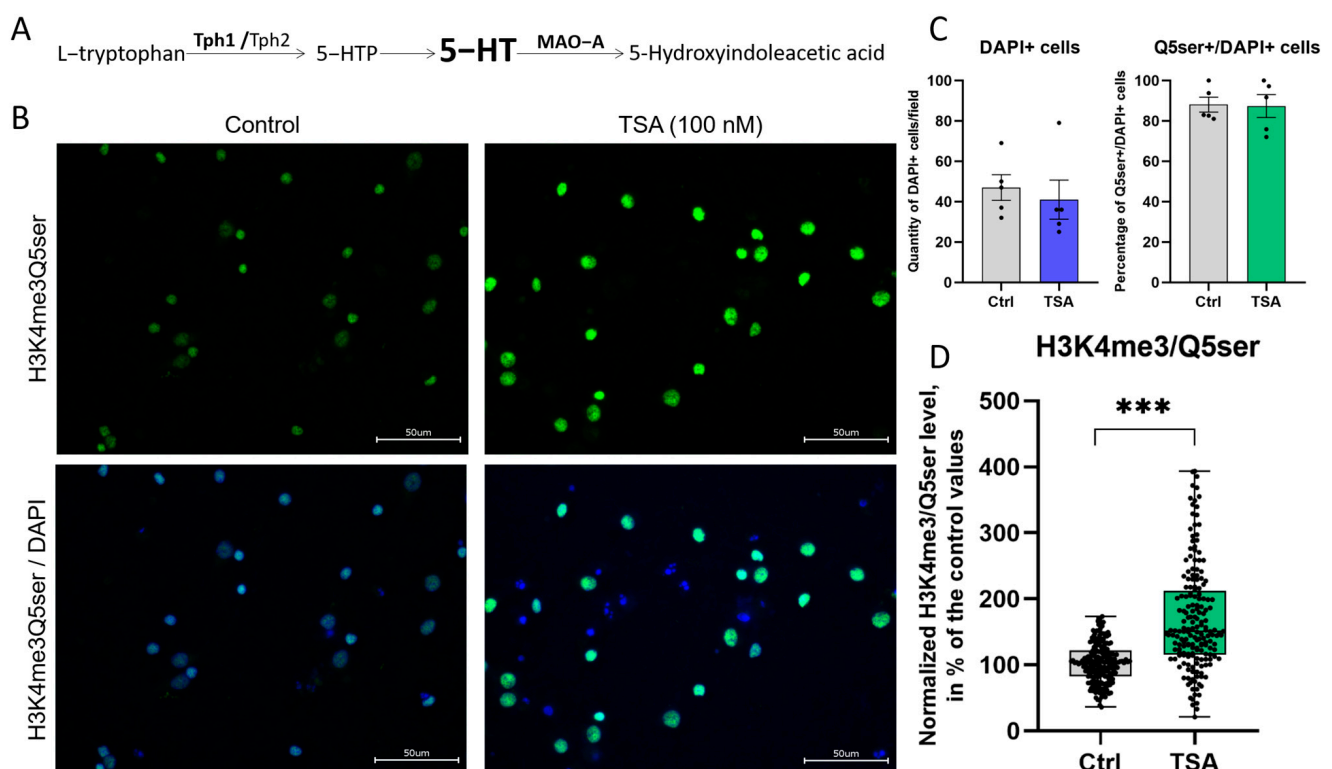 A
L–tryptophan Tph1 /Tph2 5–HTP 5–HT MAO–A 5-Hydroxyindoleacetic acid
B
Control
TSA (100 nM)
H3K4me3Q5ser
50um
50um
H3K4me3Q5ser / DAPI
50um
50um
C
DAPI+ cells
Quantity of DAPI+ cells/field
100
80
60
40
20
0
Ctrl
TSA
Q5ser+/DAPI+ cells
Percentage of Q5ser+/DAPI+ cells
100
80
60
40
20
0
Ctrl
TSA
D
H3K4me3/Q5ser
Normalized H3K4me3/Q5ser level,
in % of the control values
500
400
300
200
100
0
***
Ctrl
TSA